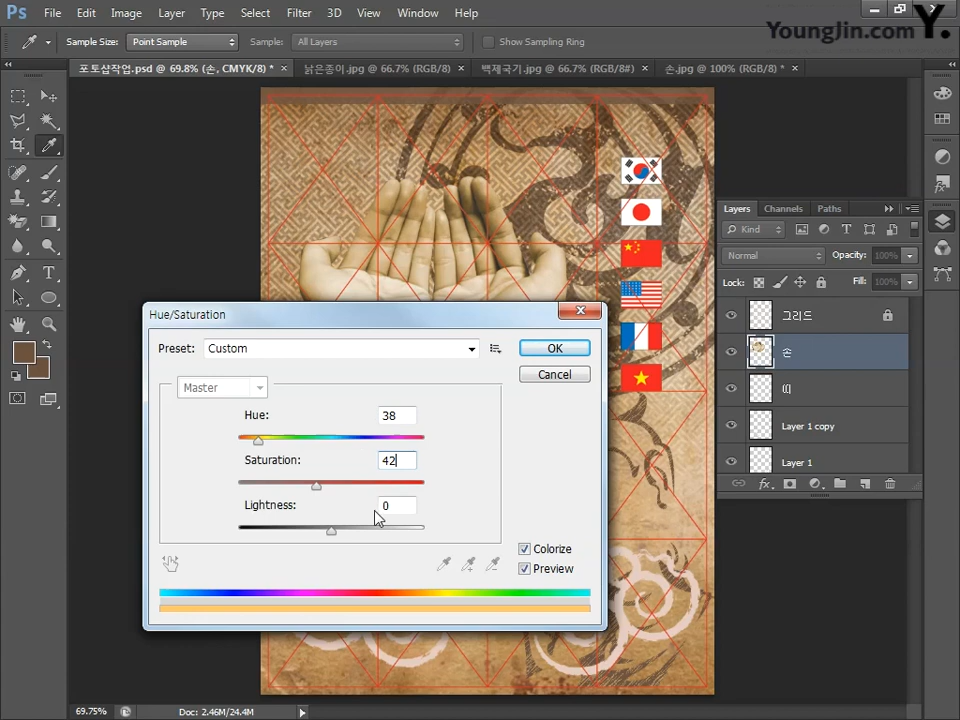 Ps File Edit Image Layer Type Select Filter 3D View Window Help
YoungJin.com Y.
Sample Size: Point Sample Sample: All Layers Show Sampling Ring
포토샵작업.psd @ 69.8% (손, CMYK/8) * × 낡은종이.jpg @ 66.7% (RGB/8) × 백제국기.jpg @ 66.7% (RGB/8#) × 손.jpg @ 100% (RGB/8) * ×
Layers Channels Paths
Kind
Normal Opacity: 100%
Lock: Fill: 100%
그리드
손
띠
Layer 1 copy
Layer 1
fx
Hue/Saturation
Preset: Custom OK
Cancel
Master
Hue: 38
Saturation: 42
Lightness: 0
Colorize
Preview
69.75% Doc: 2.46M/24.4M